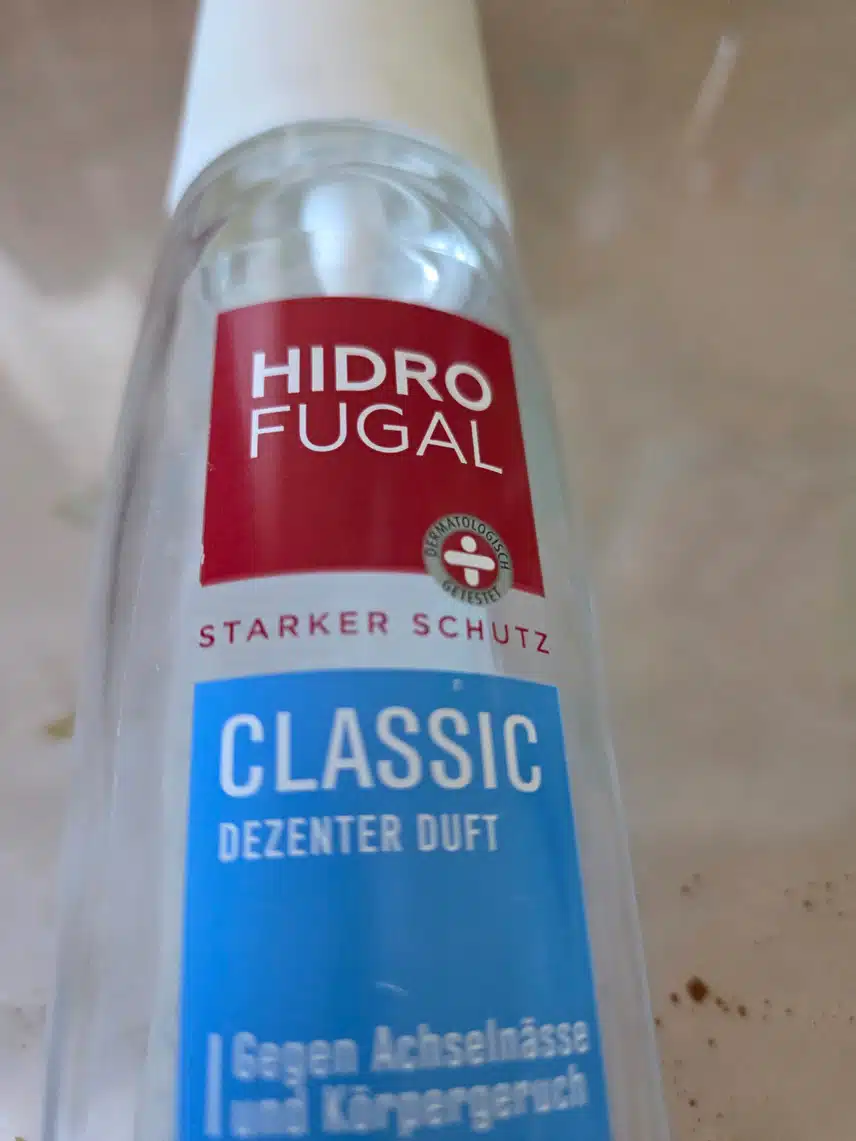 HIDRO
FUGAL
DERMATOLOGISCH
GETESTET
STARKER SCHUTZ
CLASSIC
DEZENTER DUFT
Gegen Achselnässe
und Körpergeruch